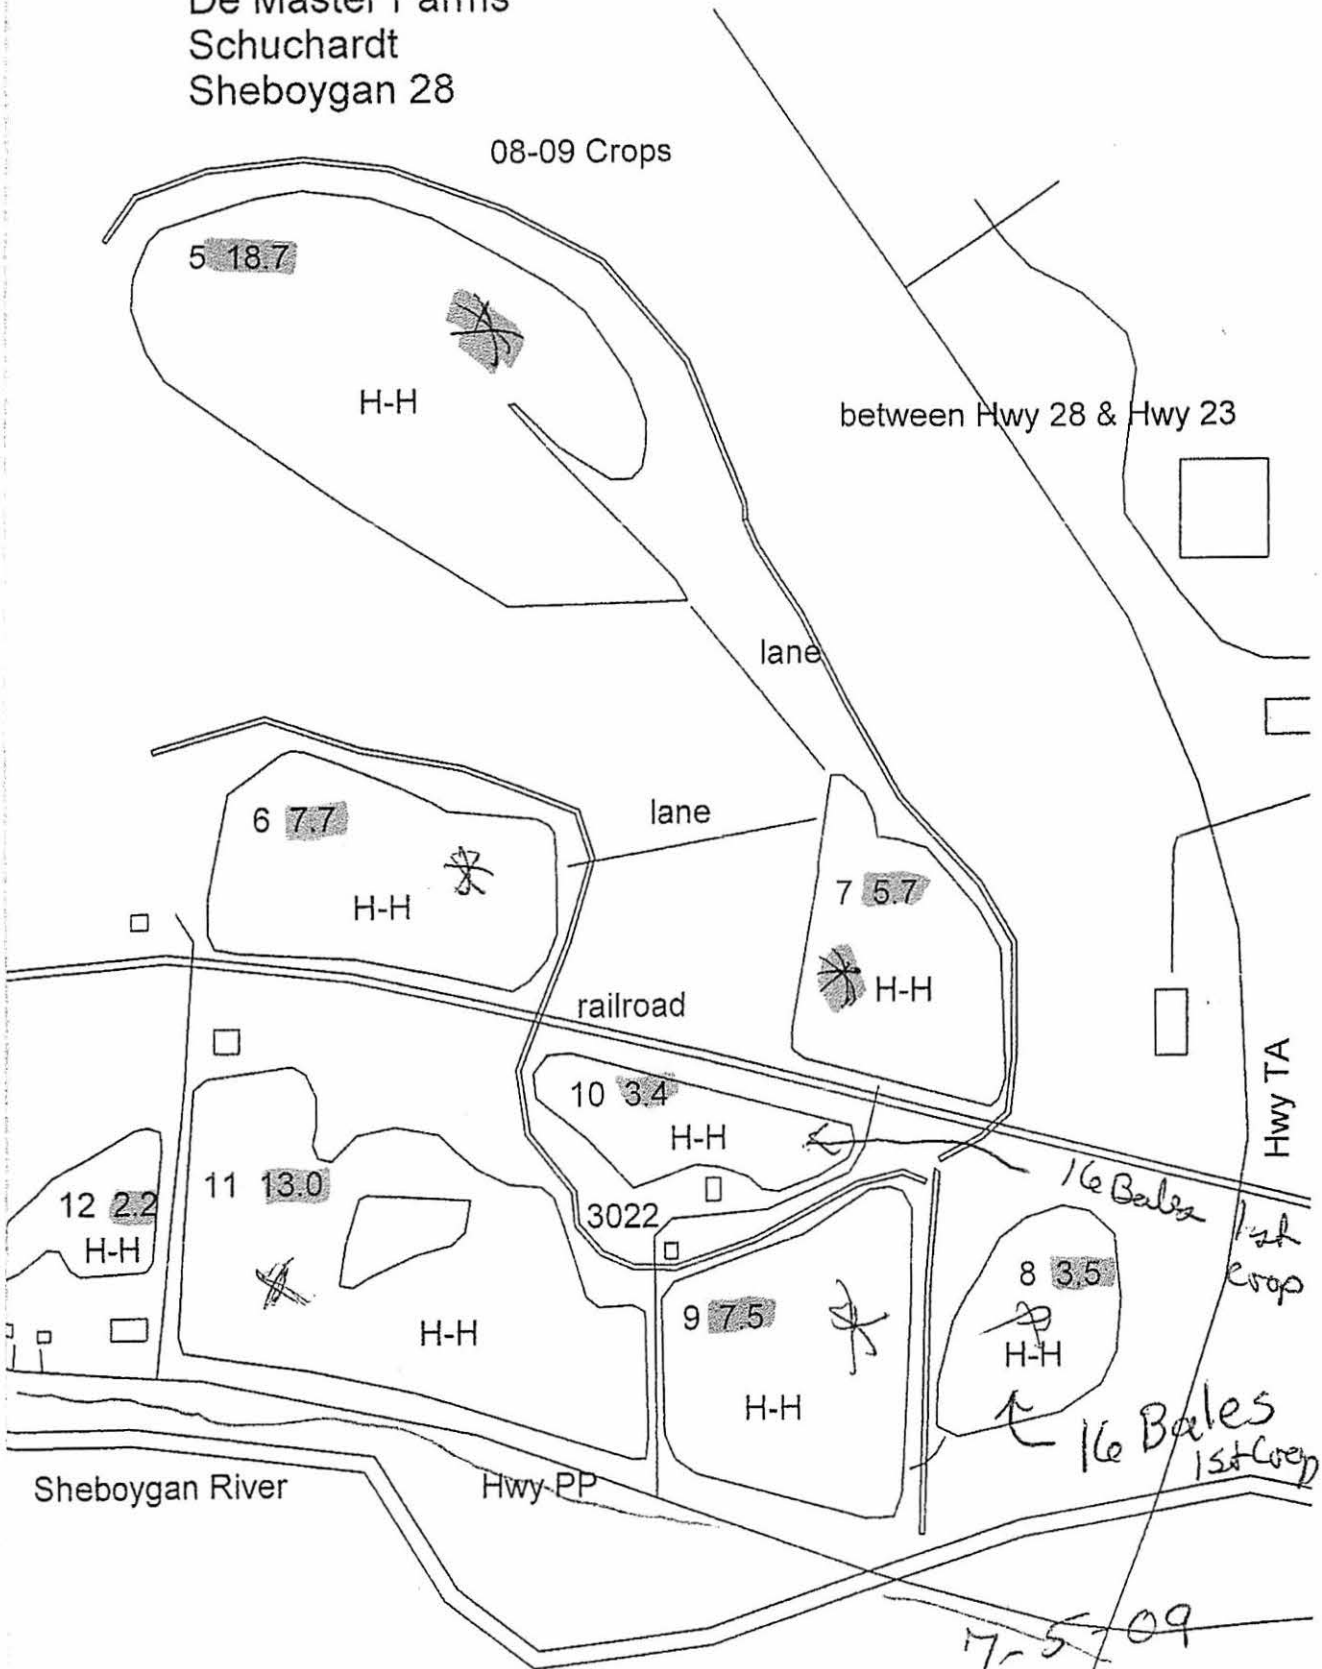 De Master Farms
Schuchardt
Sheboygan 28
08-09 Crops
5 18.7
H-H
between Hwy 28 & Hwy 23
lane
lane
6 7.7
H-H
7 5.7
H-H
railroad
10 3.4
H-H
Hwy TA
16 Bales 1st
crop
11 13.0
H-H
12 2.2
H-H
3022
8 3.5
H-H
9 7.5
H-H
16 Bales
1st Crop
Sheboygan River
Hwy PP
7-5-09